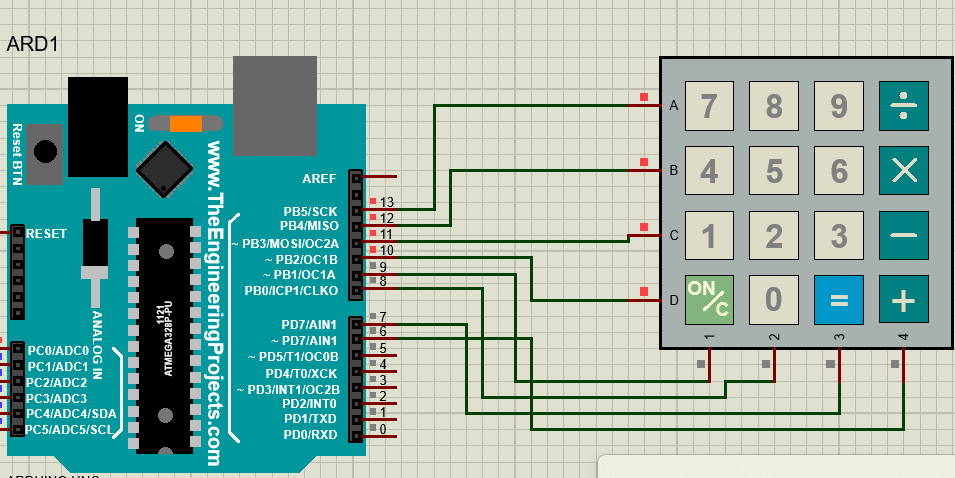 ARD1
Reset BTN
ON
www.TheEngineeringProjects.com
RESET
ANALOG IN
1121
ATMEGA328P-PU
PC0/ADC0
PC1/ADC1
PC2/ADC2
PC3/ADC3
PC4/ADC4/SDA
PC5/ADC5/SCL
AREF
PB5/SCK 13
PB4/MISO 12
~ PB3/MOSI/OC2A 11
~ PB2/OC1B 10
~ PB1/OC1A 9
PB0/ICP1/CLKO 8
PD7/AIN1 7
~ PD7/AIN1 6
~ PD5/T1/OC0B 5
PD4/T0/XCK 4
~ PD3/INT1/OC2B 3
PD2/INT0 2
PD1/TXD 1
PD0/RXD 0
A 7 8 9 ÷
B 4 5 6 ×
C 1 2 3 −
D ON/C 0 = +
1 2 3 4
ARDUINO UNO